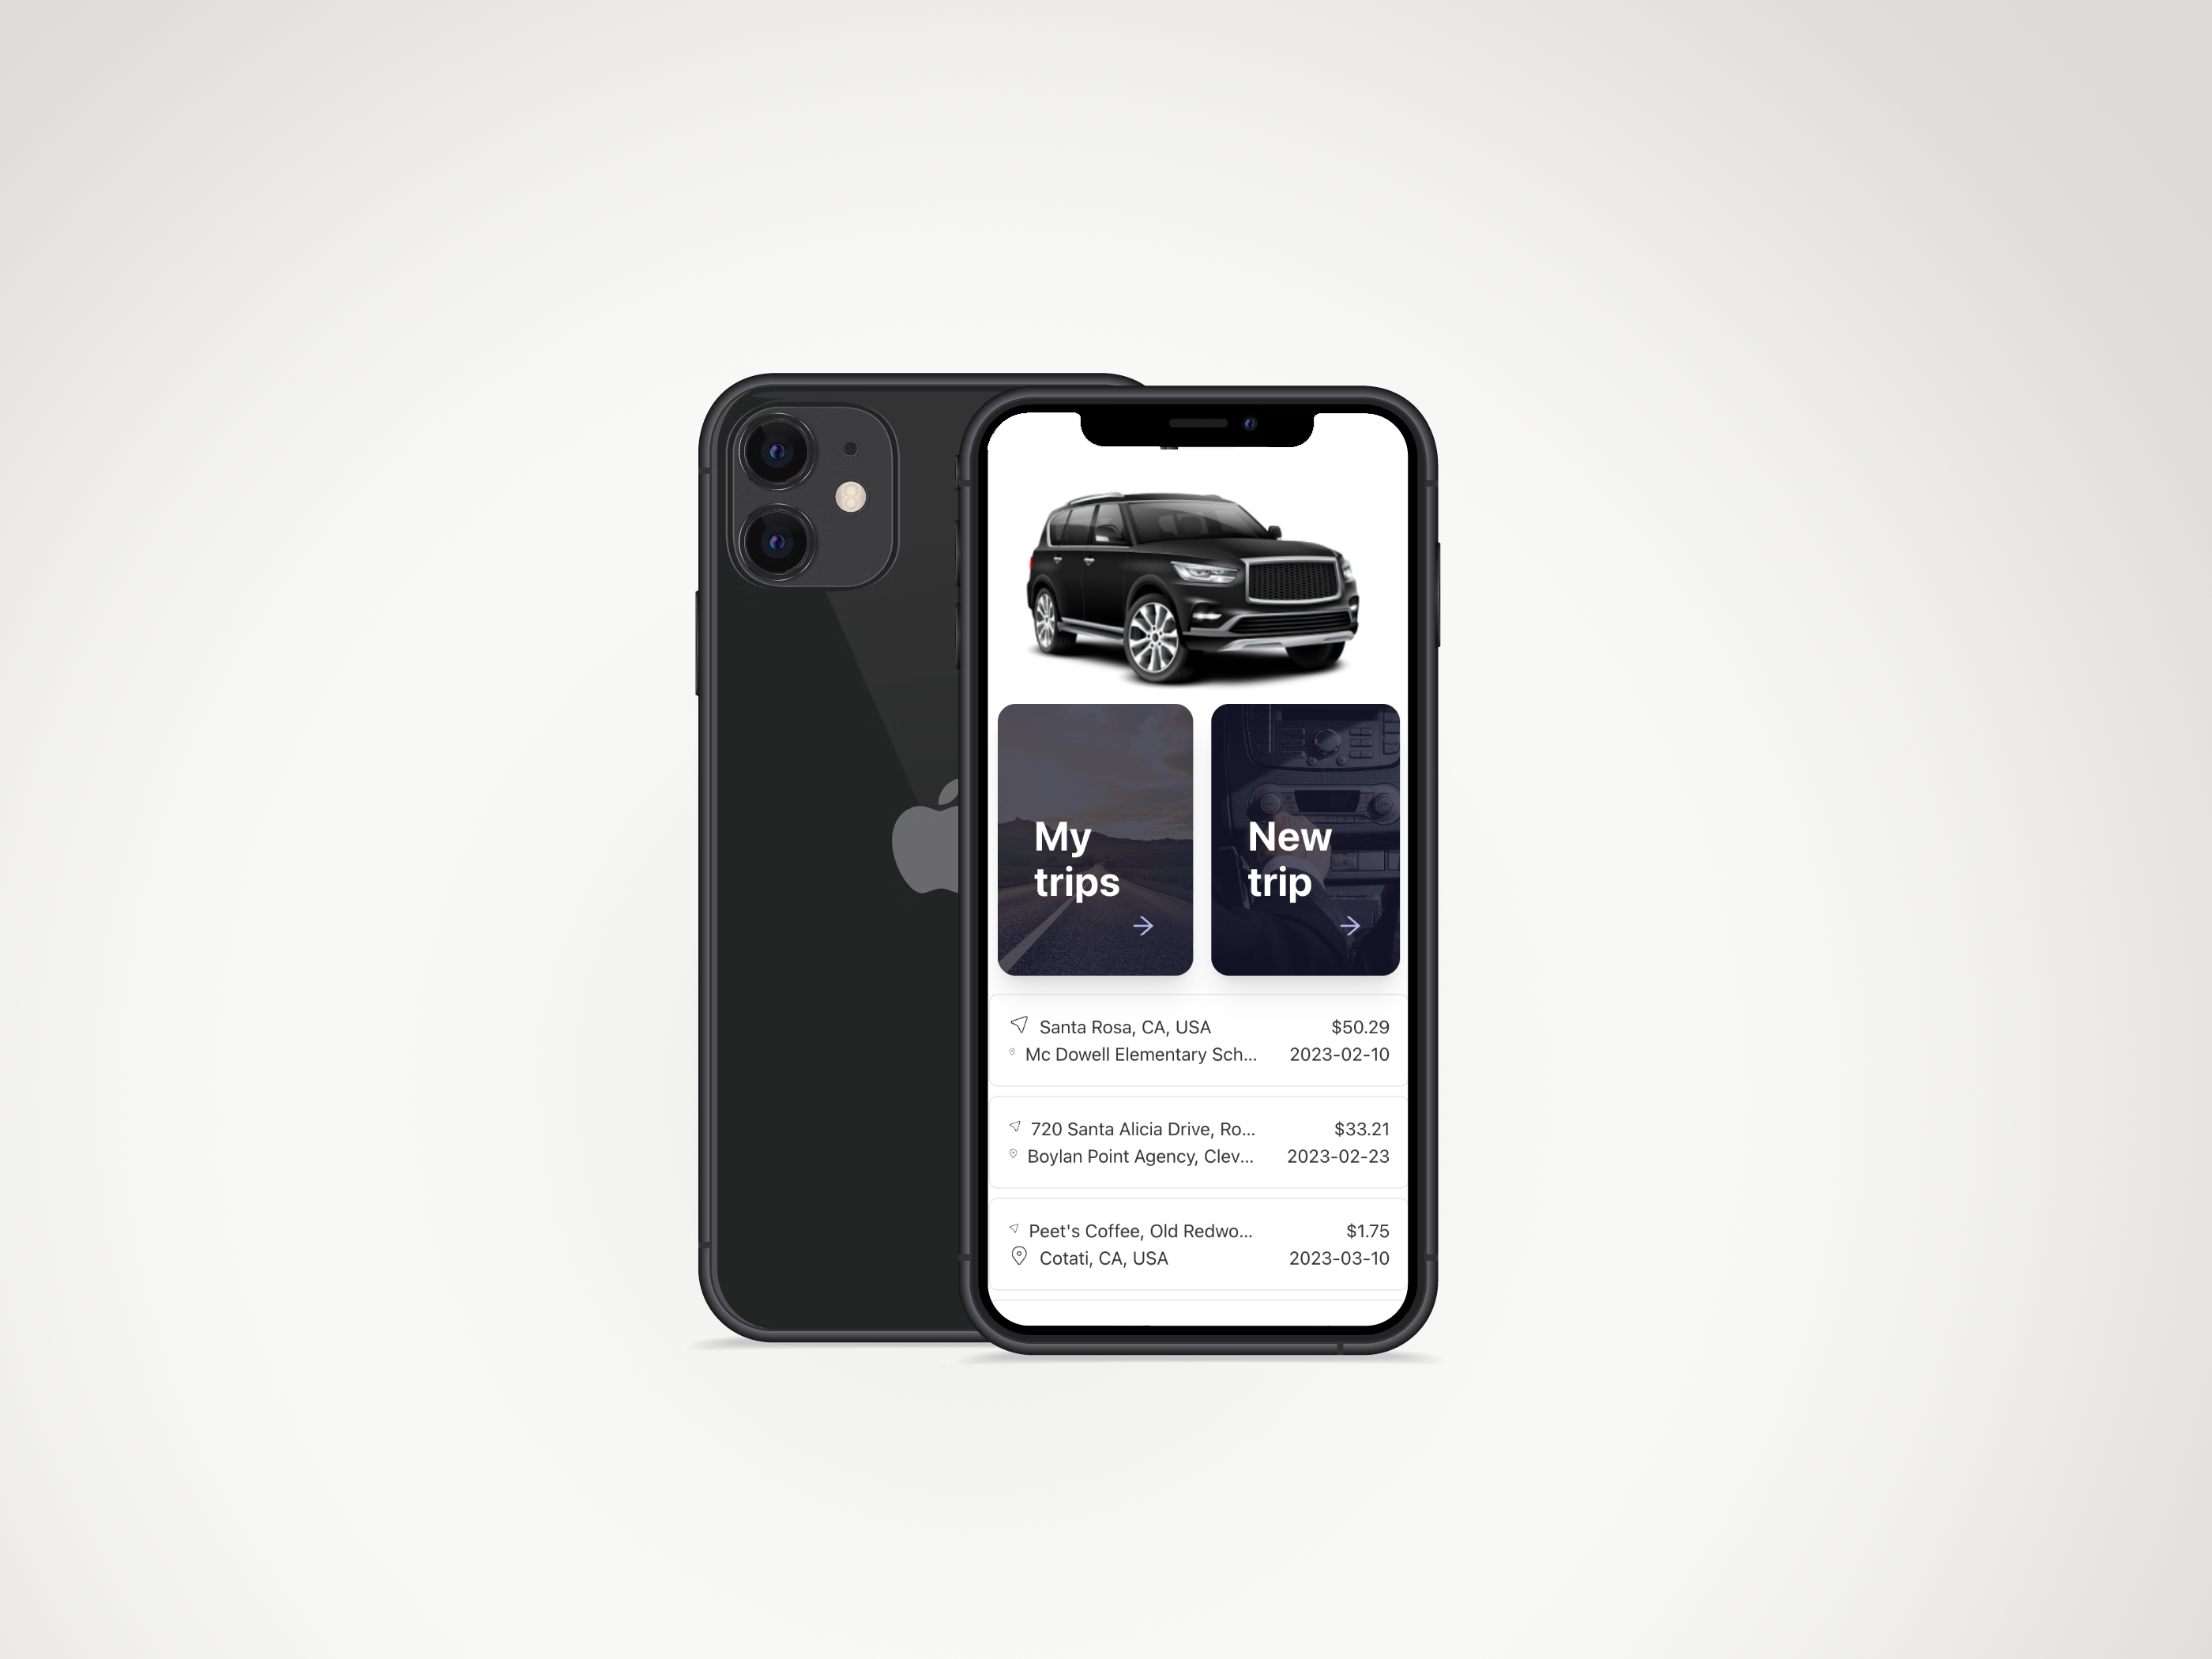 My
trips
New
trip
Santa Rosa, CA, USA $50.29
Mc Dowell Elementary Sch... 2023-02-10
720 Santa Alicia Drive, Ro... $33.21
Boylan Point Agency, Clev... 2023-02-23
Peet's Coffee, Old Redwo... $1.75
Cotati, CA, USA 2023-03-10